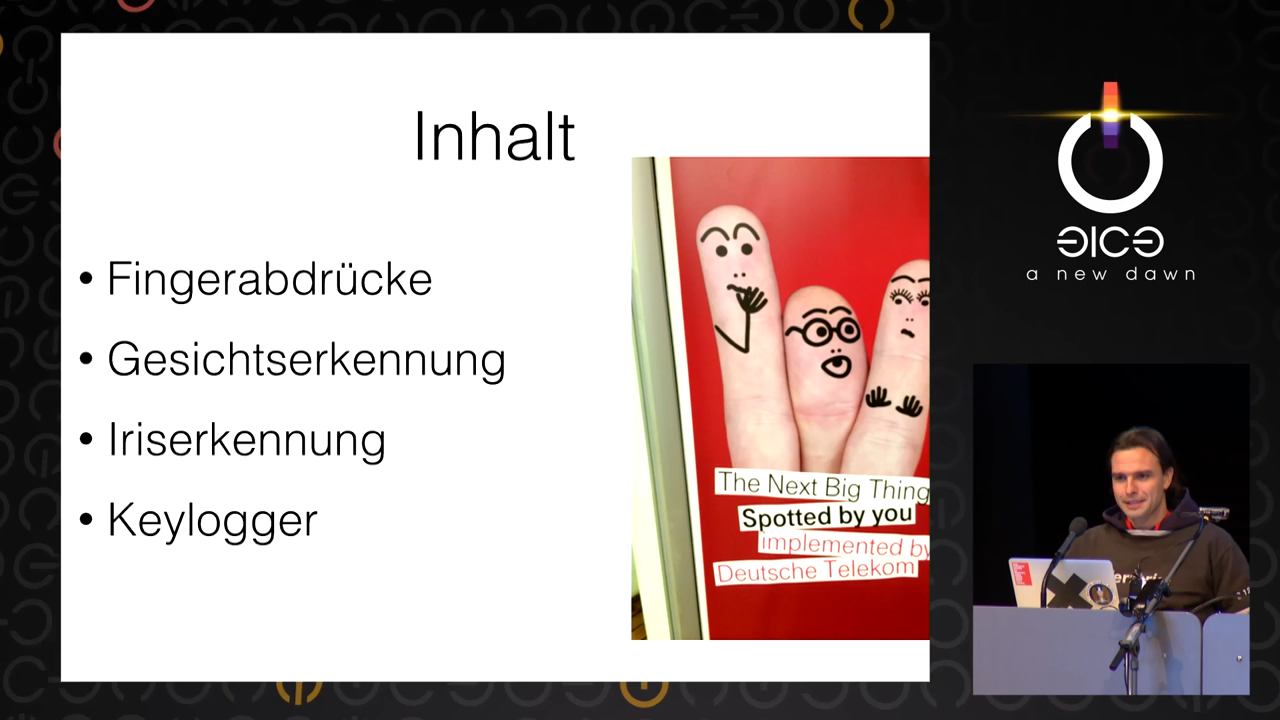 Inhalt
• Fingerabdrücke
• Gesichtserkennung
• Iriserkennung
• Keylogger
The Next Big Thing
Spotted by you
implemented by
Deutsche Telekom
a new dawn